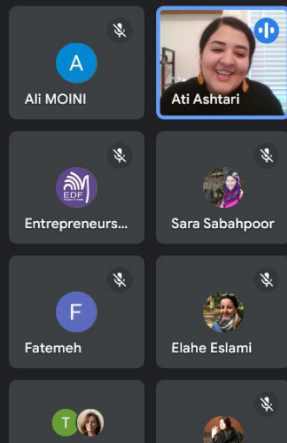 A
Ali MOINI
Ati Ashtari
EDF
Entrepreneurs...
Sara Sabahpoor
F
Fatemeh
Elahe Eslami
T